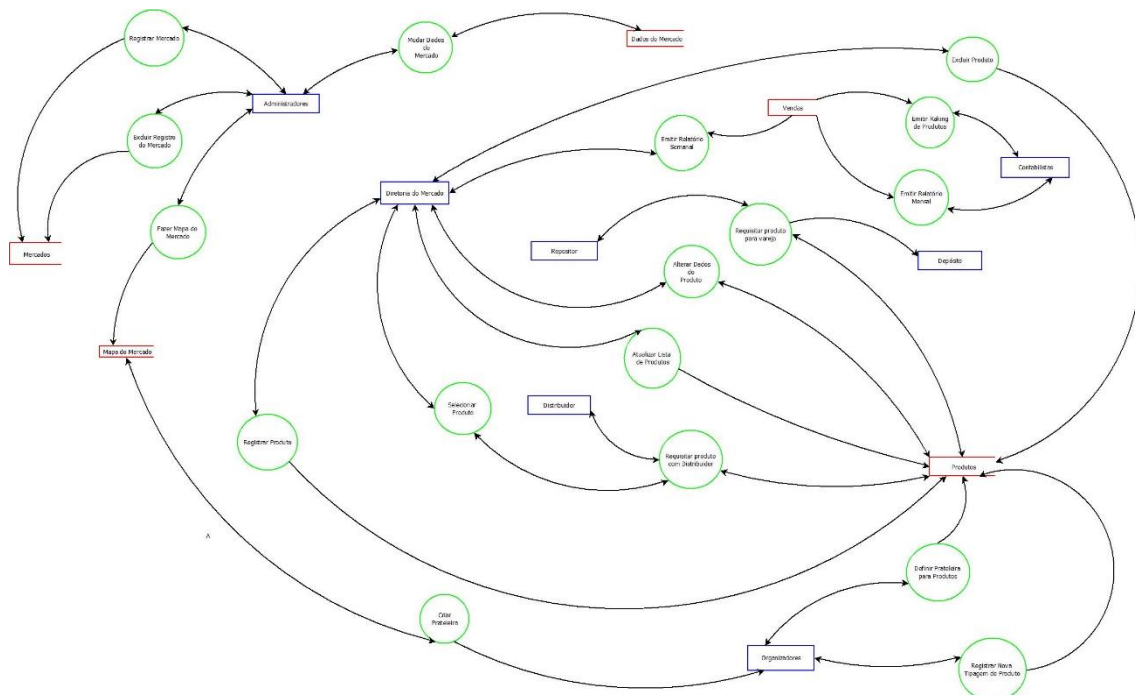 Registrar Mercado
Mudar Dados
do
Mercado
Dados do Mercado
Excluir Produto
Administradores
Vendas
Emitir Raking
de Produtos
Excluir Registro
do Mercado
Emitir Relatório
Semanal
Contabilistas
Diretoria do Mercado
Emitir Relatório
Mensal
Fazer Mapa do
Mercado
Requisitar produto
para varejo
Mercados
Repositor
Depósito
Alterar Dados
do
Produto
Mapa do Mercado
Atualizar Lista
de Produtos
Selecionar
Produto
Distribuidor
Registrar Produto
Requisitar produto
com Distribuidor
Produtos
A
Definir Prateleira
para Produtos
Criar
Prateleira
Organizadores
Registrar Nova
Tipagem de Produto